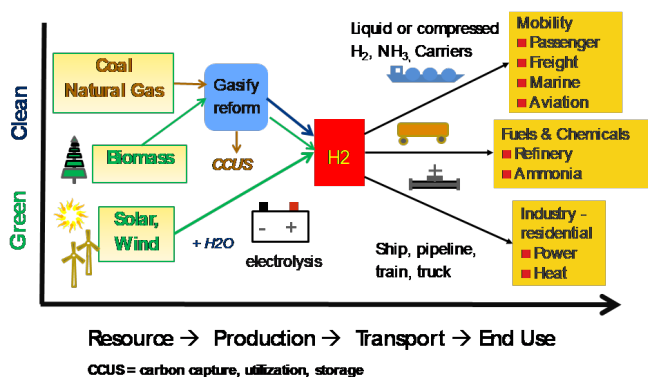 Clean
Green
Coal
Natural Gas
Biomass
Solar,
Wind
Gasify
reform
CCUS
+ H2O
- +
electrolysis
H2
Liquid or compressed
H2, NH3, Carriers
Ship, pipeline,
train, truck
Mobility
Passenger
Freight
Marine
Aviation
Fuels & Chemicals
Refinery
Ammonia
Industry -
residential
Power
Heat
Resource → Production → Transport → End Use
CCUS = carbon capture, utilization, storage